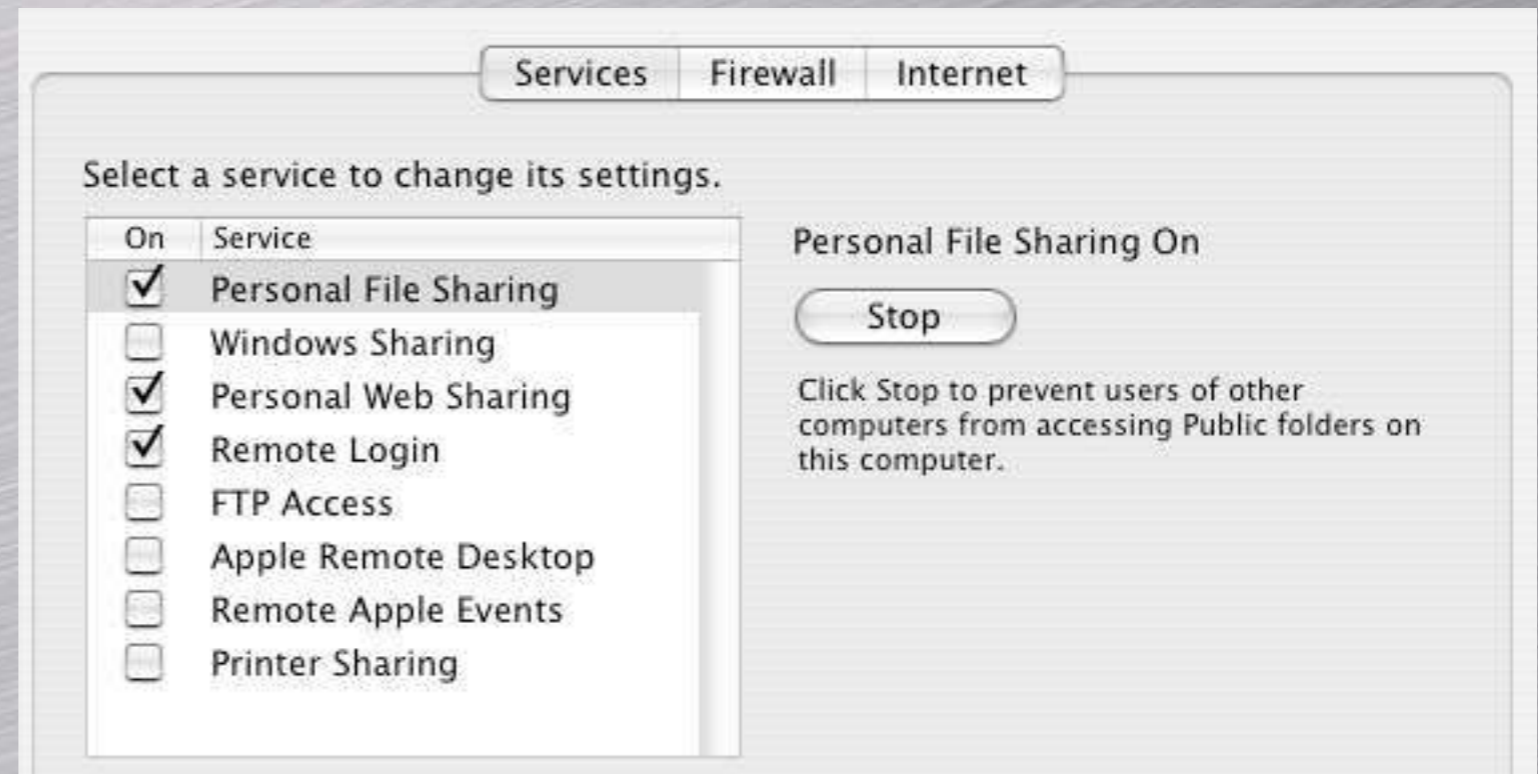 Services Firewall Internet
Select a service to change its settings.
On Service
Personal File Sharing
Windows Sharing
Personal Web Sharing
Remote Login
FTP Access
Apple Remote Desktop
Remote Apple Events
Printer Sharing
Personal File Sharing On
Stop
Click Stop to prevent users of other
computers from accessing Public folders on
this computer.